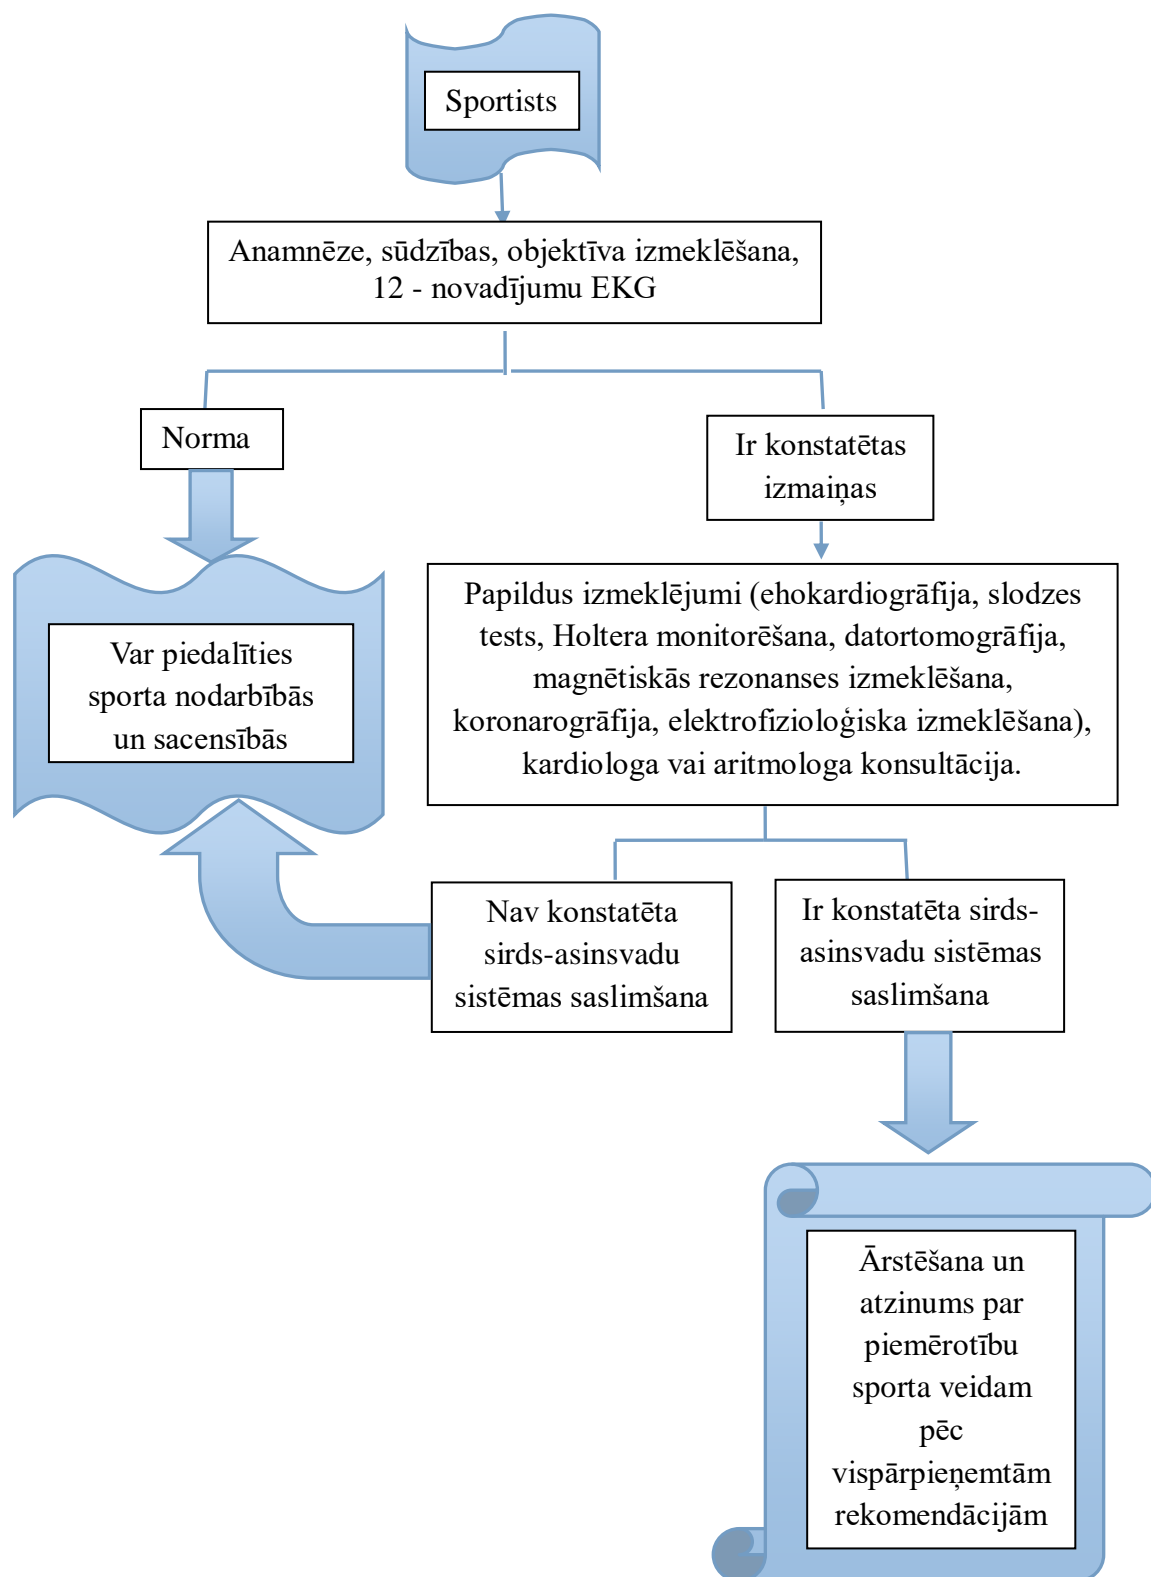 Sportists
Anamnēze, sūdzības, objektīva izmeklēšana,
12 - novadījumu EKG
Norma
Ir konstatētas
izmaiņas
Var piedalīties
sporta nodarbībās
un sacensībās
Papildus izmeklējumi (ehokardiogrāfija, slodzes
tests, Holtera monitorēšana, datortomogrāfija,
magnētiskās rezonanses izmeklēšana,
koronarogrāfija, elektrofizioloģiska izmeklēšana),
kardiologa vai aritmologa konsultācija.
Nav konstatēta
sirds-asinsvadu
sistēmas saslimšana
Ir konstatēta sirds-
asinsvadu sistēmas
saslimšana
Ārstēšana un
atzinums par
piemērotību
sporta veidam
pēc
vispārpieņemtām
rekomendācijām